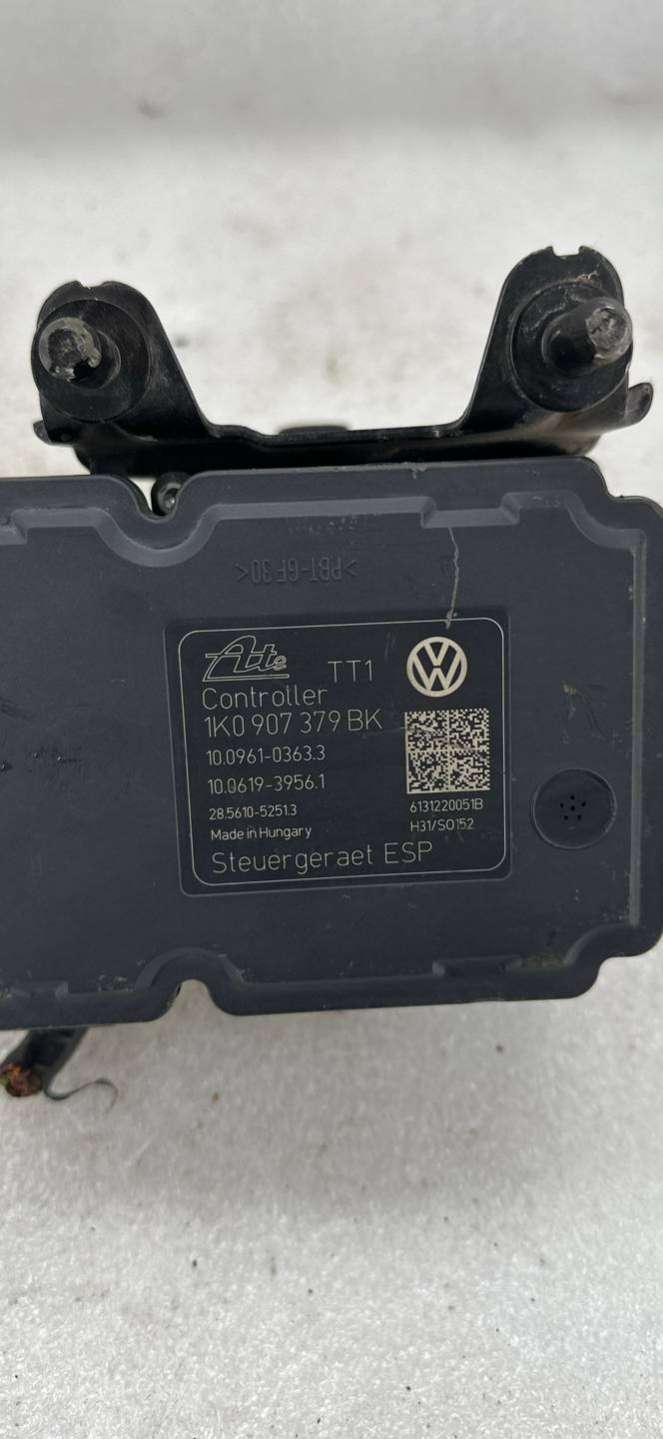 >PBT-GF30<
Ate TT1
Controller
1K0 907 379 BK
10.0961-0363.3
10.0619-3956.1
28.5610-5251.3
6131220051B
Made in Hungary
H31/SO152
Steuergeraet ESP